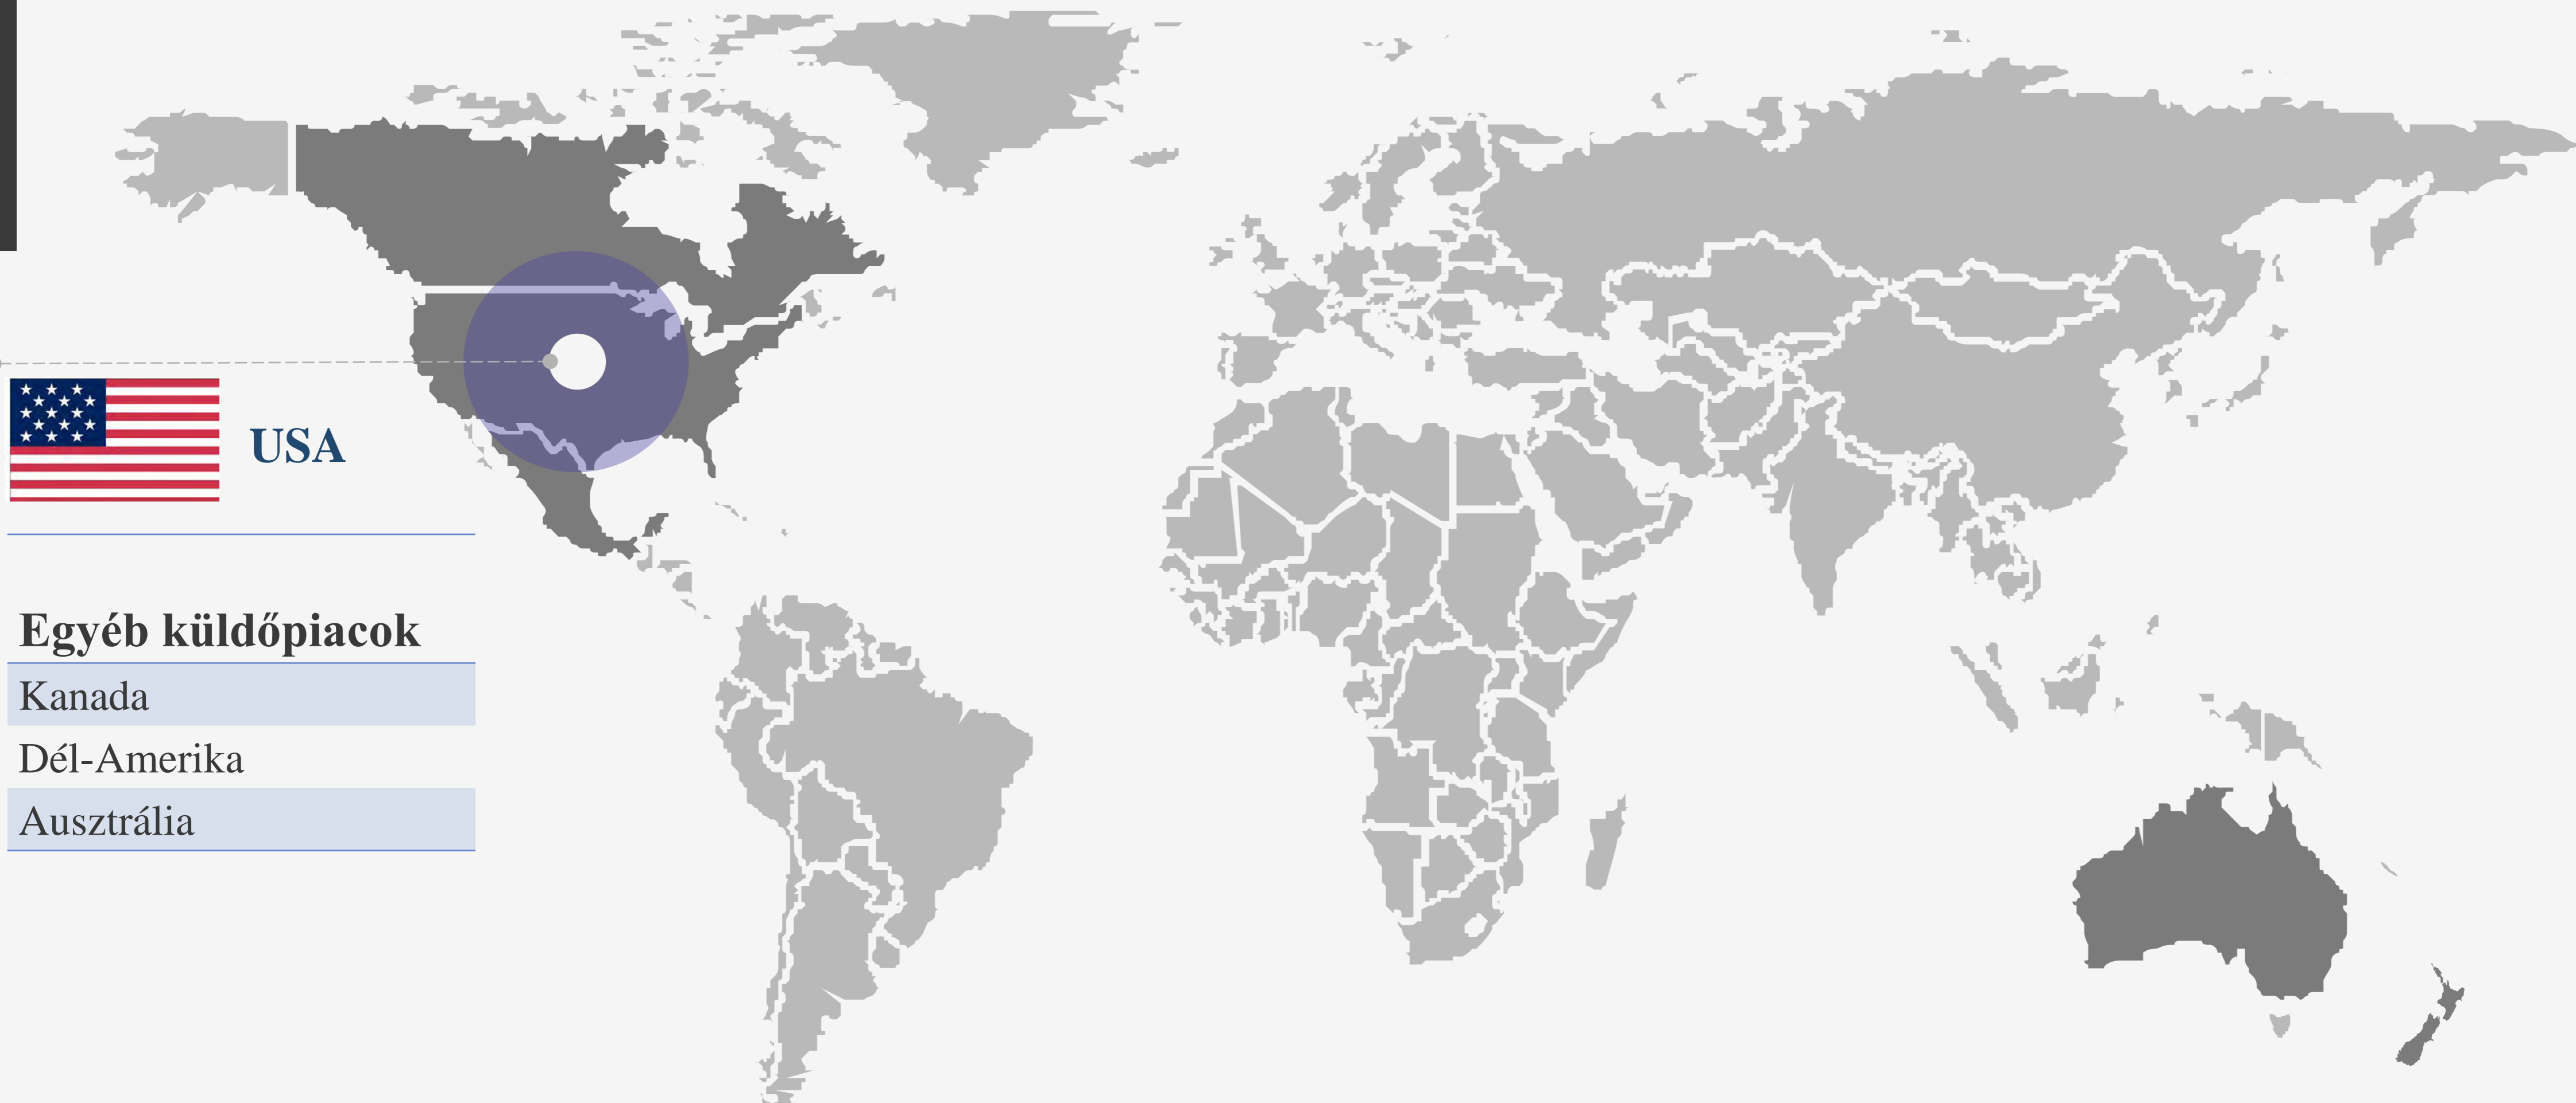 USA
Egyéb küldőpiacok
Kanada
Dél-Amerika
Ausztrália